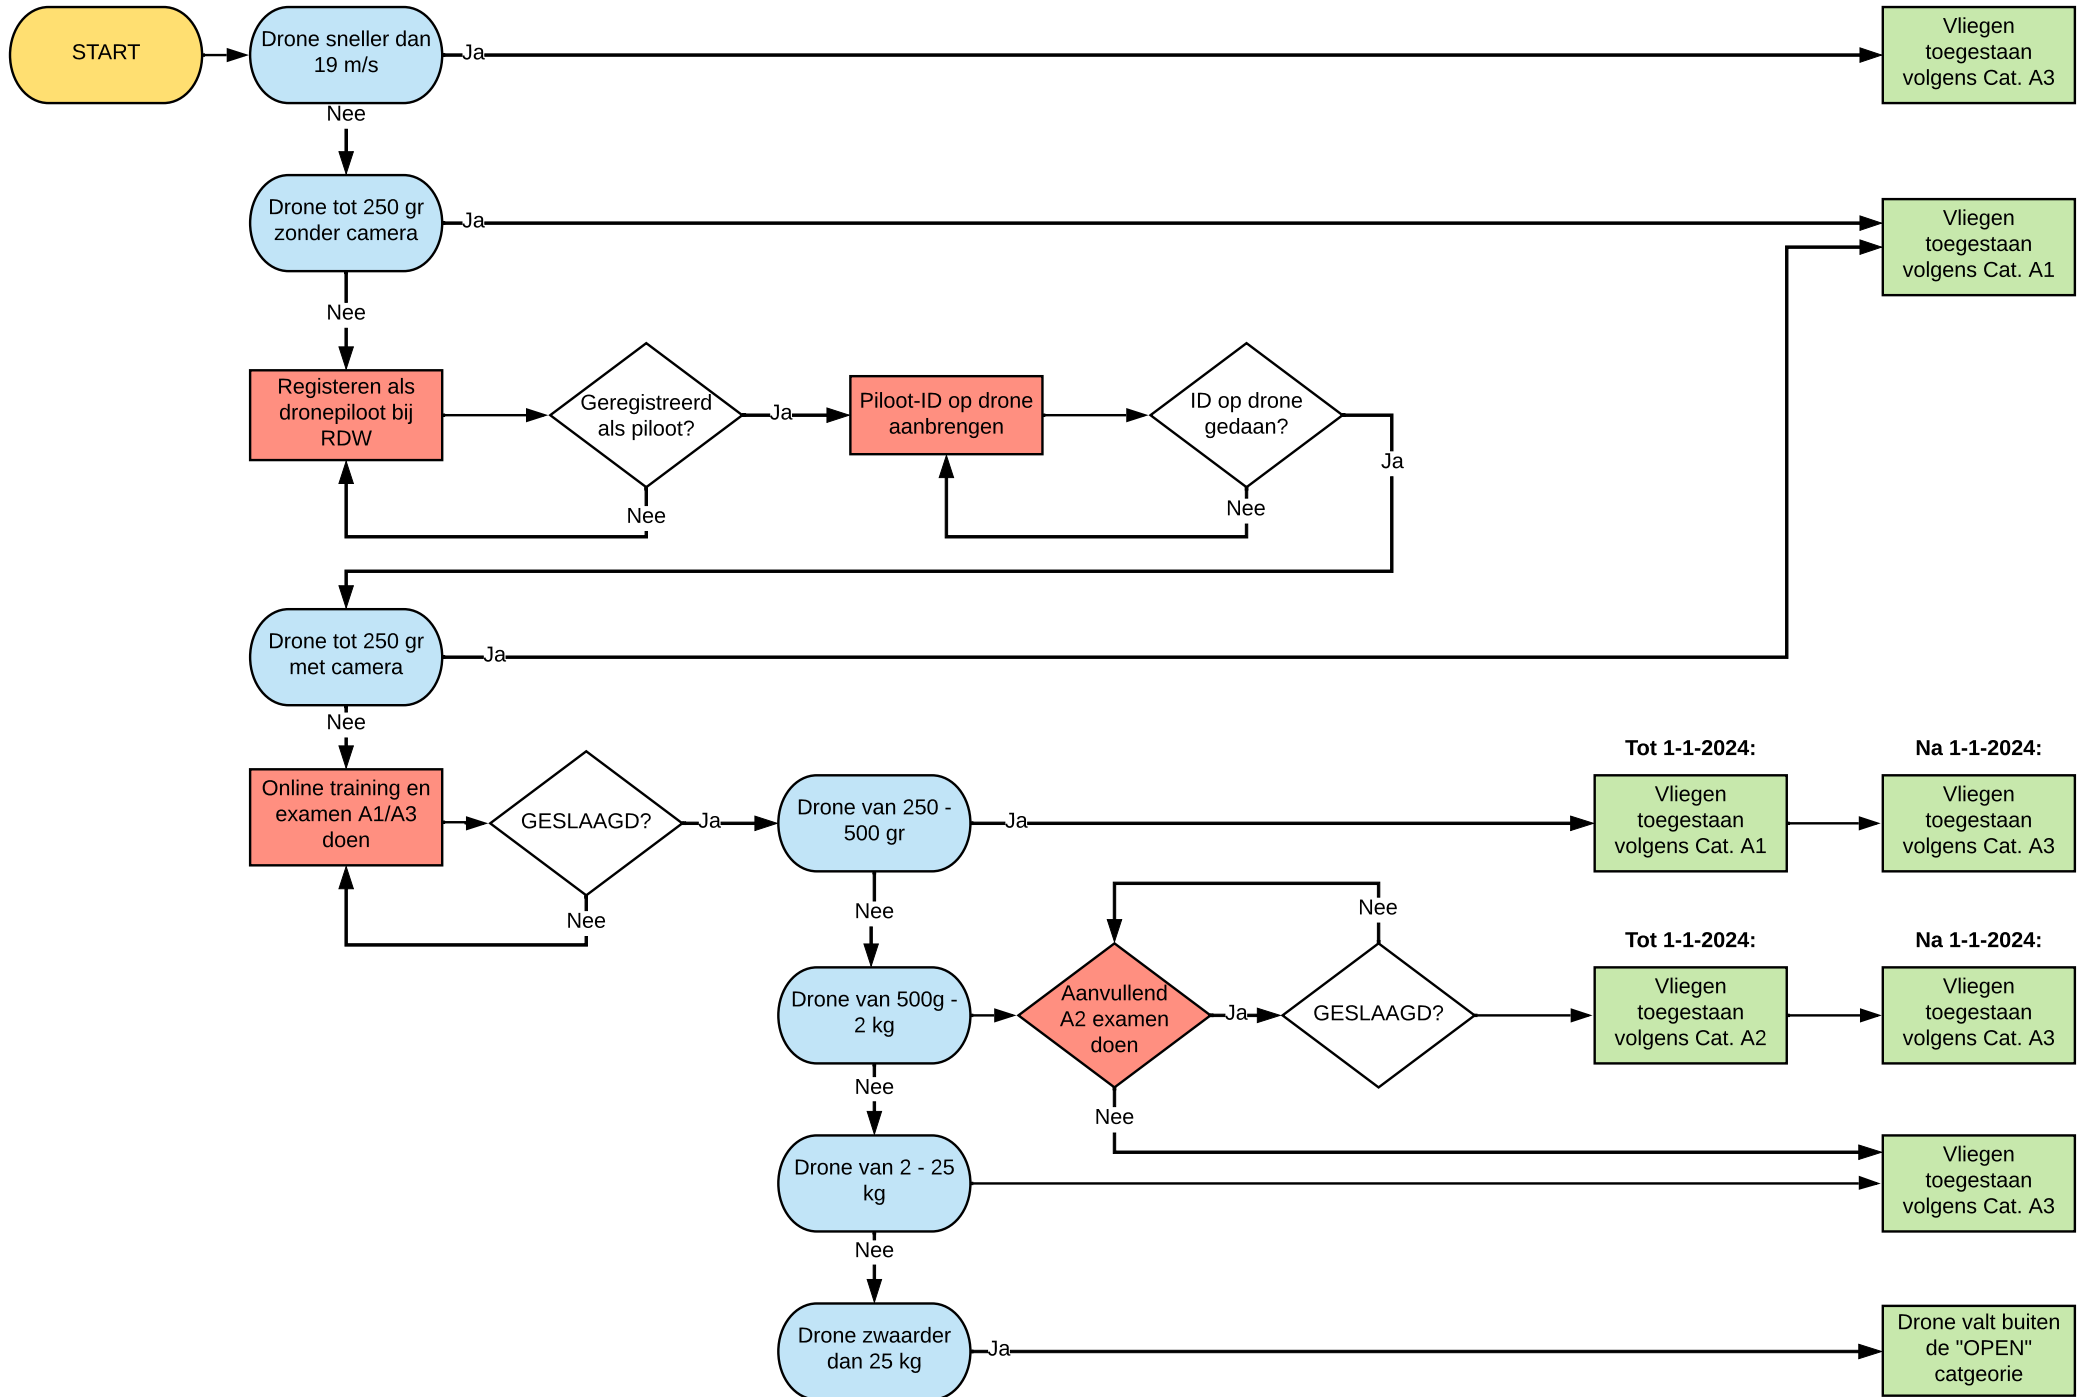 START
Drone sneller dan
19 m/s
Ja
Vliegen
toegestaan
volgens Cat. A3
Nee
Drone tot 250 gr
zonder camera
Ja
Vliegen
toegestaan
volgens Cat. A1
Nee
Registeren als
dronepiloot bij
RDW
Geregistreerd
als piloot?
Ja
Piloot-ID op drone
aanbrengen
ID op drone
gedaan?
Ja
Nee
Nee
Drone tot 250 gr
met camera
Ja
Nee
Online training en
examen A1/A3
doen
GESLAAGD?
Ja
Nee
Drone van 250 -
500 gr
Ja
Tot 1-1-2024:
Vliegen
toegestaan
volgens Cat. A1
Na 1-1-2024:
Vliegen
toegestaan
volgens Cat. A3
Nee
Drone van 500g -
2 kg
Aanvullend
A2 examen
doen
Ja
GESLAAGD?
Nee
Tot 1-1-2024:
Vliegen
toegestaan
volgens Cat. A2
Na 1-1-2024:
Vliegen
toegestaan
volgens Cat. A3
Nee
Nee
Drone van 2 - 25
kg
Vliegen
toegestaan
volgens Cat. A3
Nee
Drone zwaarder
dan 25 kg
Ja
Drone valt buiten
de "OPEN"
catgeorie